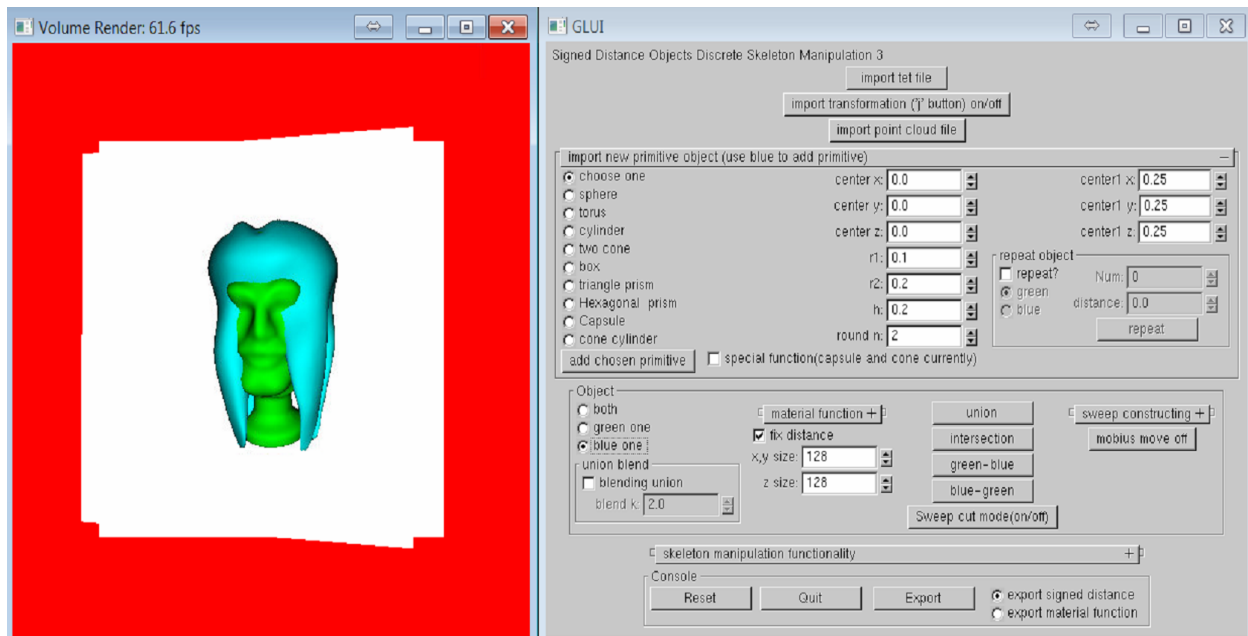 Volume Render: 61.6 fps
GLUI
Signed Distance Objects Discrete Skeleton Manipulation 3
import tet file
import transformation ('j' button) on/off
import point cloud file
import new primitive object (use blue to add primitive)
choose one
sphere
torus
cylinder
two cone
box
triangle prism
Hexagonal prism
Capsule
cone cylinder
add chosen primitive
center x: 0.0
center y: 0.0
center z: 0.0
r1: 0.1
r2: 0.2
h: 0.2
round n: 2
special function(capsule and cone currently)
center1 x: 0.25
center1 y: 0.25
center1 z: 0.25
repeat object
repeat?
green
blue
Num: 0
distance: 0.0
repeat
Object
both
green one
blue one
union blend
blending union
blend k: 2.0
material function +
fix distance
x,y size: 128
z size: 128
union
intersection
green-blue
blue-green
Sweep cut mode(on/off)
sweep constructing +
mobius move off
skeleton manipulation functionality +
Console
Reset
Quit
Export
export signed distance
export material function